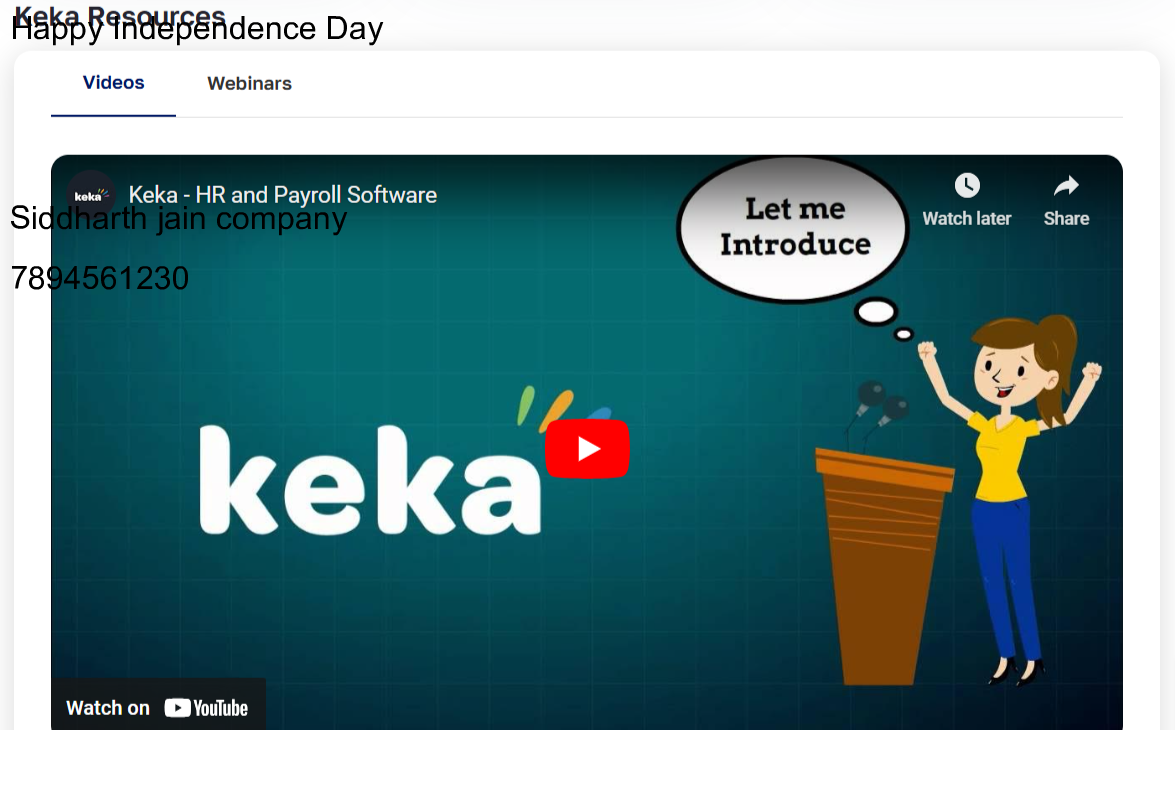 Keka Resources
Happy Independence Day
Videos
Webinars
keka
Keka - HR and Payroll Software
Let me
Introduce
Watch later
Share
Siddharth jain company
7894561230
keka
Watch on YouTube